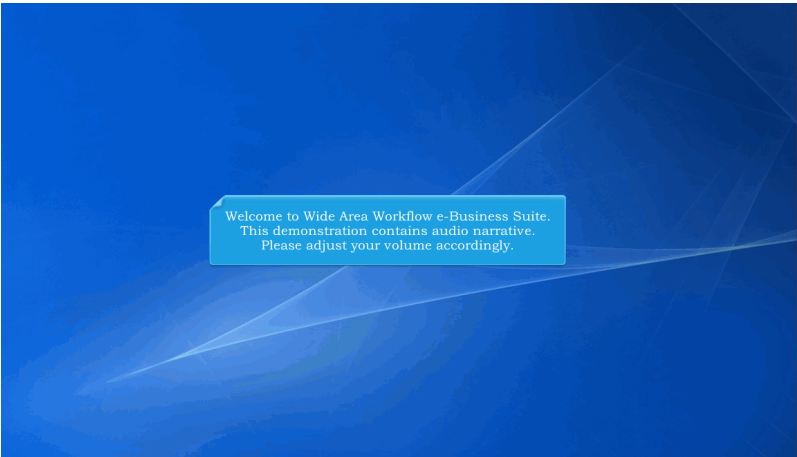 Welcome to Wide Area Workflow e-Business Suite.
This demonstration contains audio narrative.
Please adjust your volume accordingly.